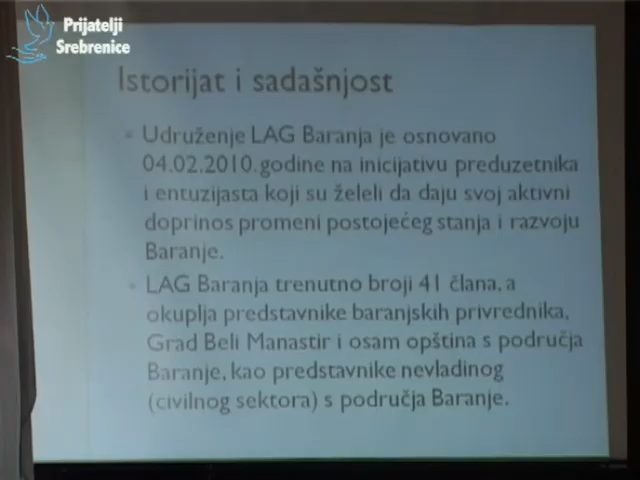 Prijatelji
Srebrenice
Istorijat i sadašnjost
Udruženje LAG Baranja je osnovano
04.02.2010.godine na inicijativu preduzetnika
i entuzijasta koji su želeli da daju svoj aktivni
doprinos promeni postojećeg stanja i razvoju
Baranje.
LAG Baranja trenutno broji 41 člana, a
okuplja predstavnike baranjskih privrednika,
Grad Beli Manastir i osam opština s područja
Baranje, kao predstavnike nevladinog
(civilnog sektora) s područja Baranje.